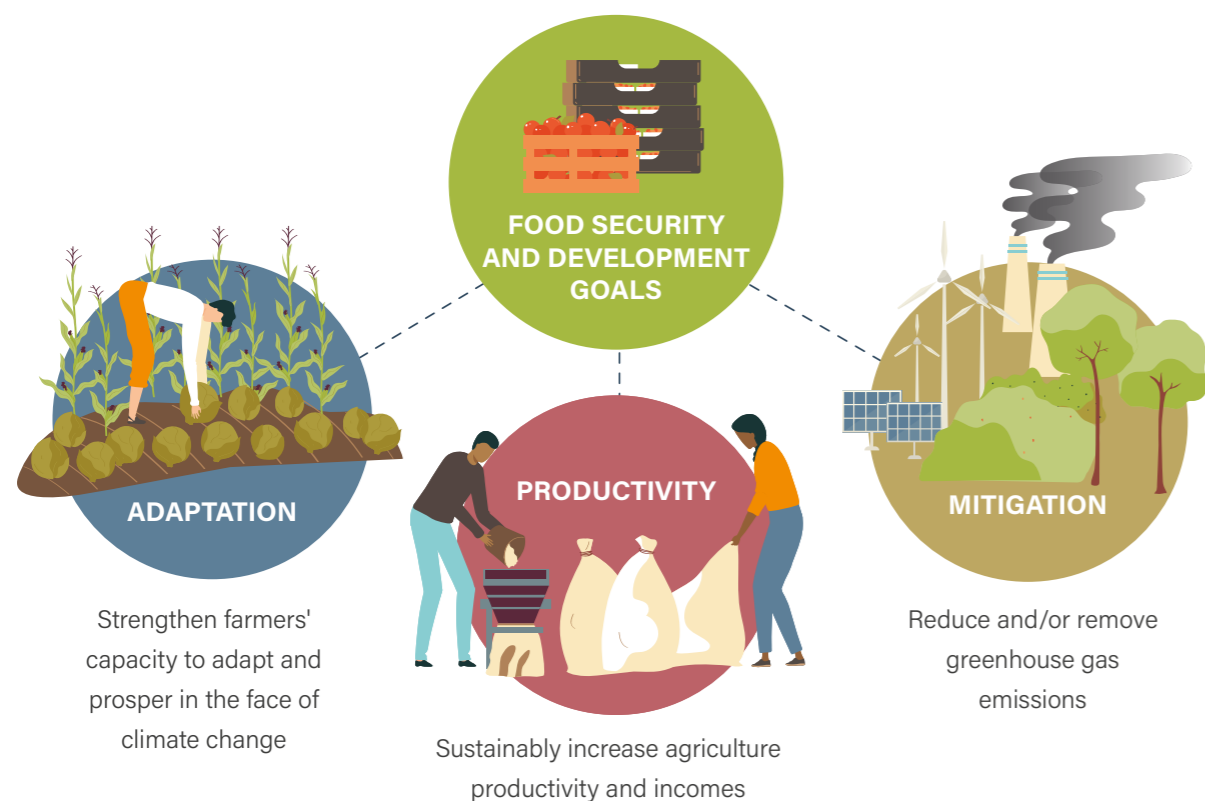 FOOD SECURITY
AND DEVELOPMENT
GOALS
ADAPTATION
Strengthen farmers'
capacity to adapt and
prosper in the face of
climate change
PRODUCTIVITY
Sustainably increase agriculture
productivity and incomes
MITIGATION
Reduce and/or remove
greenhouse gas
emissions